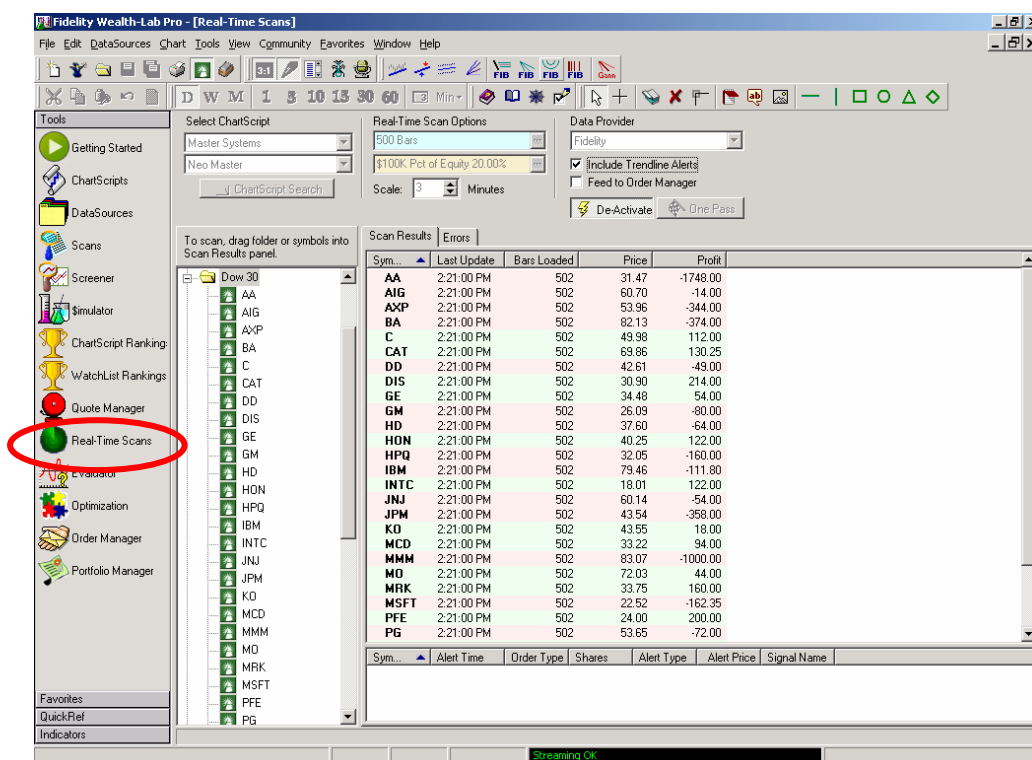 Fidelity Wealth-Lab Pro - [Real-Time Scans]
File Edit DataSources Chart Tools View Community Favorites Window Help
3:1 FIB FIB FIB FIB Gann
D W M 1 5 10 15 30 60 Min
Tools
Getting Started
ChartScripts
DataSources
Scans
Screener
$imulator
ChartScript Ranking
WatchList Rankings
Quote Manager
Real-Time Scans
Evaluator
Optimization
Order Manager
Portfolio Manager
Favorites
QuickRef
Indicators
Select ChartScript
Master Systems
Neo Master
ChartScript Search
Real-Time Scan Options
500 Bars
$100K Pct of Equity 20.00%
Scale: 3 Minutes
Data Provider
Fidelity
Include Trendline Alerts
Feed to Order Manager
De-Activate One Pass
To scan, drag folder or symbols into
Scan Results panel.
Dow 30
AA
AIG
AXP
BA
C
CAT
DD
DIS
GE
GM
HD
HON
HPQ
IBM
INTC
JNJ
JPM
KO
MCD
MMM
MO
MRK
MSFT
PFE
PG
Scan Results Errors
Sym... Last Update Bars Loaded Price Profit
AA 2:21:00 PM 502 31.47 -1748.00
AIG 2:21:00 PM 502 60.70 -14.00
AXP 2:21:00 PM 502 53.96 -344.00
BA 2:21:00 PM 502 82.13 -374.00
C 2:21:00 PM 502 49.98 112.00
CAT 2:21:00 PM 502 69.86 130.25
DD 2:21:00 PM 502 42.61 -49.00
DIS 2:21:00 PM 502 30.90 214.00
GE 2:21:00 PM 502 34.48 54.00
GM 2:21:00 PM 502 26.09 -80.00
HD 2:21:00 PM 502 37.60 -64.00
HON 2:21:00 PM 502 40.25 122.00
HPQ 2:21:00 PM 502 32.05 -160.00
IBM 2:21:00 PM 502 79.46 -111.80
INTC 2:21:00 PM 502 18.01 122.00
JNJ 2:21:00 PM 502 60.14 -54.00
JPM 2:21:00 PM 502 43.54 -358.00
KO 2:21:00 PM 502 43.55 18.00
MCD 2:21:00 PM 502 33.22 94.00
MMM 2:21:00 PM 502 83.07 -1000.00
MO 2:21:00 PM 502 72.03 44.00
MRK 2:21:00 PM 502 33.75 160.00
MSFT 2:21:00 PM 502 22.52 -162.35
PFE 2:21:00 PM 502 24.00 200.00
PG 2:21:00 PM 502 53.65 -72.00
Sym... Alert Time Order Type Shares Alert Type Alert Price Signal Name
Streaming OK